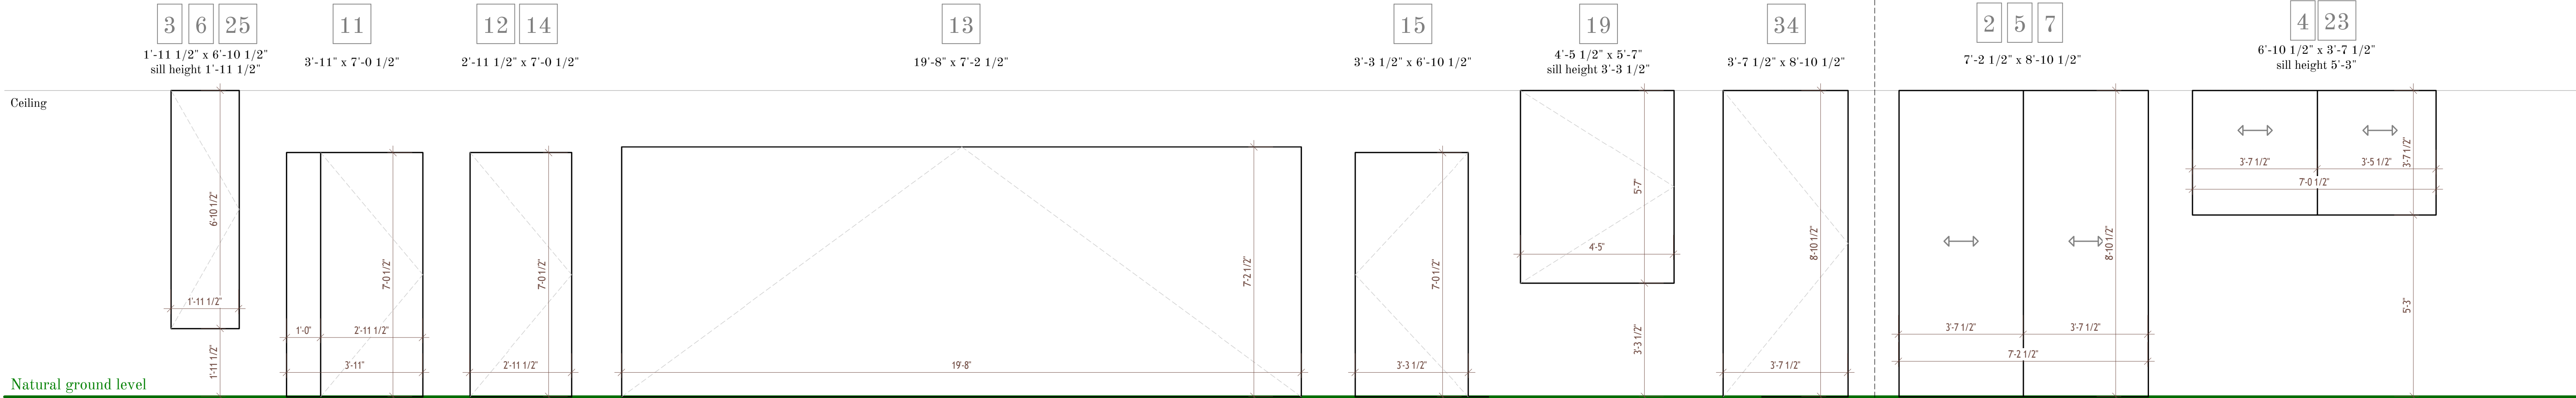 3 6 25
1'-11 1/2" x 6'-10 1/2"
sill height 1'-11 1/2"
11
3'-11" x 7'-0 1/2"
12 14
2'-11 1/2" x 7'-0 1/2"
13
19'-8" x 7'-2 1/2"
15
3'-3 1/2" x 6'-10 1/2"
19
4'-5 1/2" x 5'-7"
sill height 3'-3 1/2"
34
3'-7 1/2" x 8'-10 1/2"
2 5 7
7'-2 1/2" x 8'-10 1/2"
4 23
6'-10 1/2" x 3'-7 1/2"
sill height 5'-3"
Ceiling
6'-10 1/2"
1'-11 1/2"
1'-11 1/2"
7'-0 1/2"
1'-0"
2'-11 1/2"
3'-11"
7'-0 1/2"
2'-11 1/2"
7'-2 1/2"
19'-8"
7'-0 1/2"
3'-3 1/2"
5'-7"
4'-5"
3'-3 1/2"
8'-10 1/2"
3'-7 1/2"
8'-10 1/2"
3'-7 1/2"
3'-7 1/2"
7'-2 1/2"
3'-7 1/2"
3'-7 1/2"
3'-5 1/2"
7'-0 1/2"
5'-3"
Natural ground level